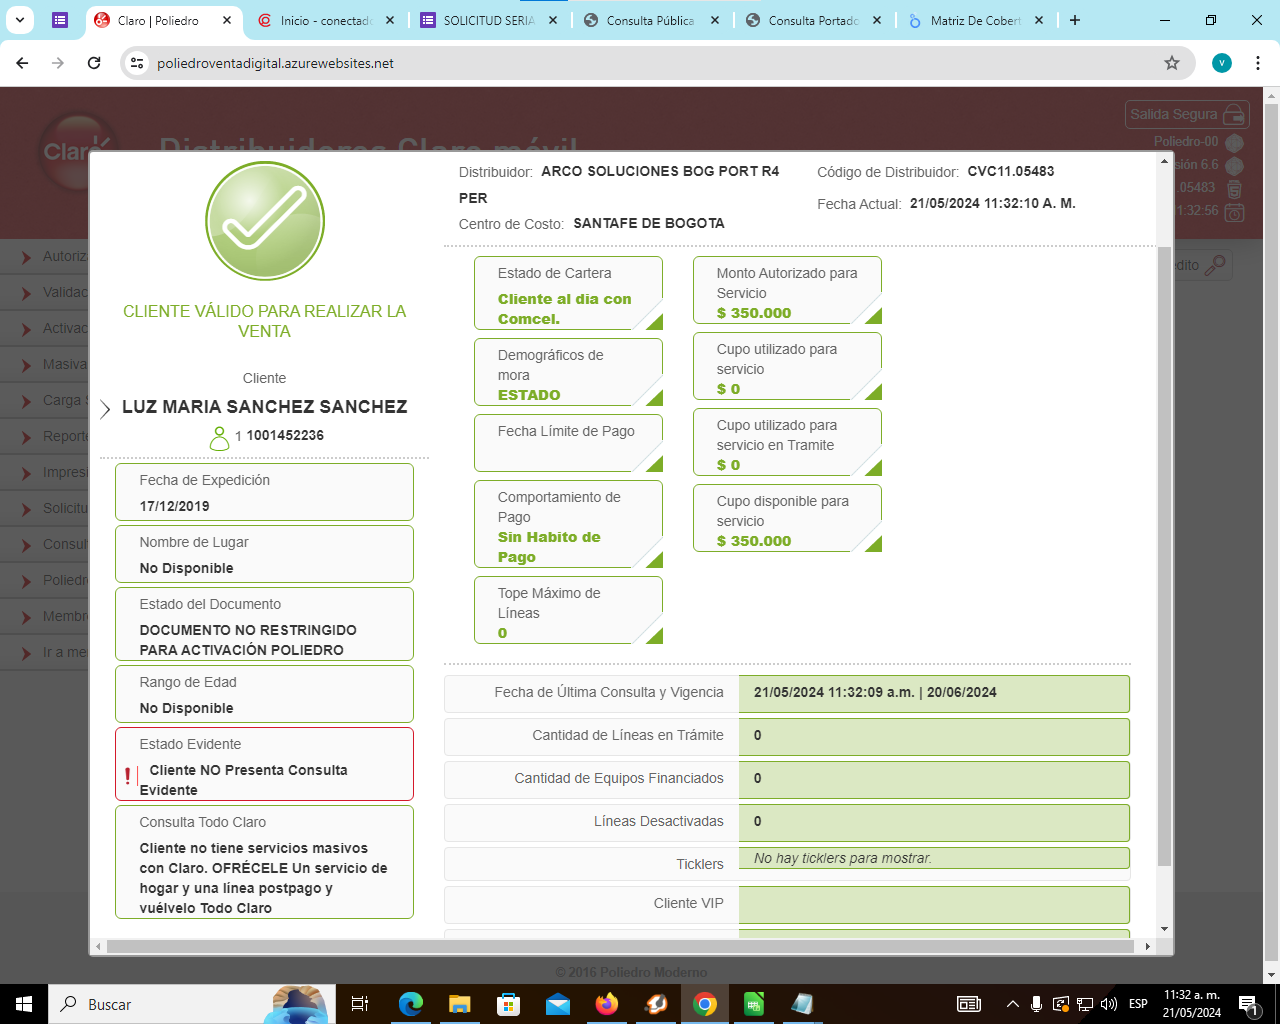 Claro | Poliedro
Inicio - conectado
SOLICITUD SERIA
Consulta Pública
Consulta Portado
Matriz De Cobert
poliedroventadigital.azurewebsites.net
v
Claro
Distribuidores Claro móvil
Salida Segura
Poliedro-00
sión 6.6
.05483
1:32:56
Autoriz
Validac
Activac
Masiva
Carga S
Reporte
Impresi
Solicitu
Consul
Poliedr
Membr
Ir a me
édito
CLIENTE VÁLIDO PARA REALIZAR LA
VENTA
Cliente
LUZ MARIA SANCHEZ SANCHEZ
1 1001452236
Fecha de Expedición
17/12/2019
Nombre de Lugar
No Disponible
Estado del Documento
DOCUMENTO NO RESTRINGIDO
PARA ACTIVACIÓN POLIEDRO
Rango de Edad
No Disponible
Estado Evidente
Cliente NO Presenta Consulta
Evidente
Consulta Todo Claro
Cliente no tiene servicios masivos
con Claro. OFRÉCELE Un servicio de
hogar y una línea postpago y
vuélvelo Todo Claro
Distribuidor: ARCO SOLUCIONES BOG PORT R4
PER
Centro de Costo: SANTAFE DE BOGOTA
Código de Distribuidor: CVC11.05483
Fecha Actual: 21/05/2024 11:32:10 A. M.
Estado de Cartera
Cliente al dia con
Comcel.
Demográficos de
mora
ESTADO
Fecha Límite de Pago
Comportamiento de
Pago
Sin Habito de
Pago
Tope Máximo de
Líneas
0
Monto Autorizado para
Servicio
$ 350.000
Cupo utilizado para
servicio
$ 0
Cupo utilizado para
servicio en Tramite
$ 0
Cupo disponible para
servicio
$ 350.000
Fecha de Última Consulta y Vigencia 21/05/2024 11:32:09 a.m. | 20/06/2024
Cantidad de Líneas en Trámite 0
Cantidad de Equipos Financiados 0
Líneas Desactivadas 0
Ticklers No hay ticklers para mostrar.
Cliente VIP
© 2016 Poliedro Moderno
Buscar
ESP
11:32 a. m.
21/05/2024
1